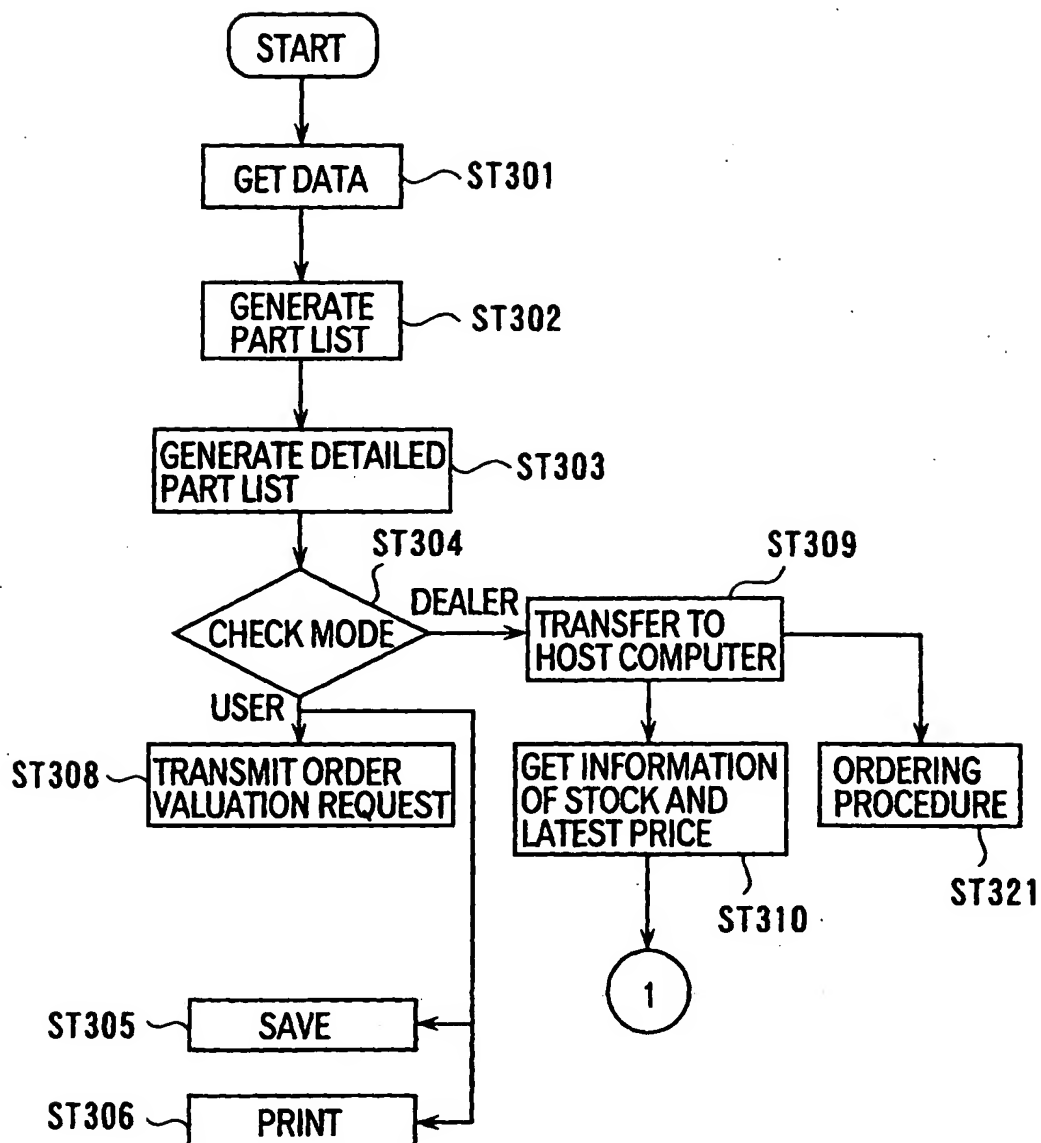 START
GET DATA
ST301
GENERATE
PART LIST
ST302
GENERATE DETAILED
PART LIST
ST303
ST304
CHECK MODE
DEALER
USER
ST309
TRANSFER TO
HOST COMPUTER
ST308
TRANSMIT ORDER
VALUATION REQUEST
GET INFORMATION
OF STOCK AND
LATEST PRICE
ST310
ORDERING
PROCEDURE
ST321
1
ST305
SAVE
ST306
PRINT